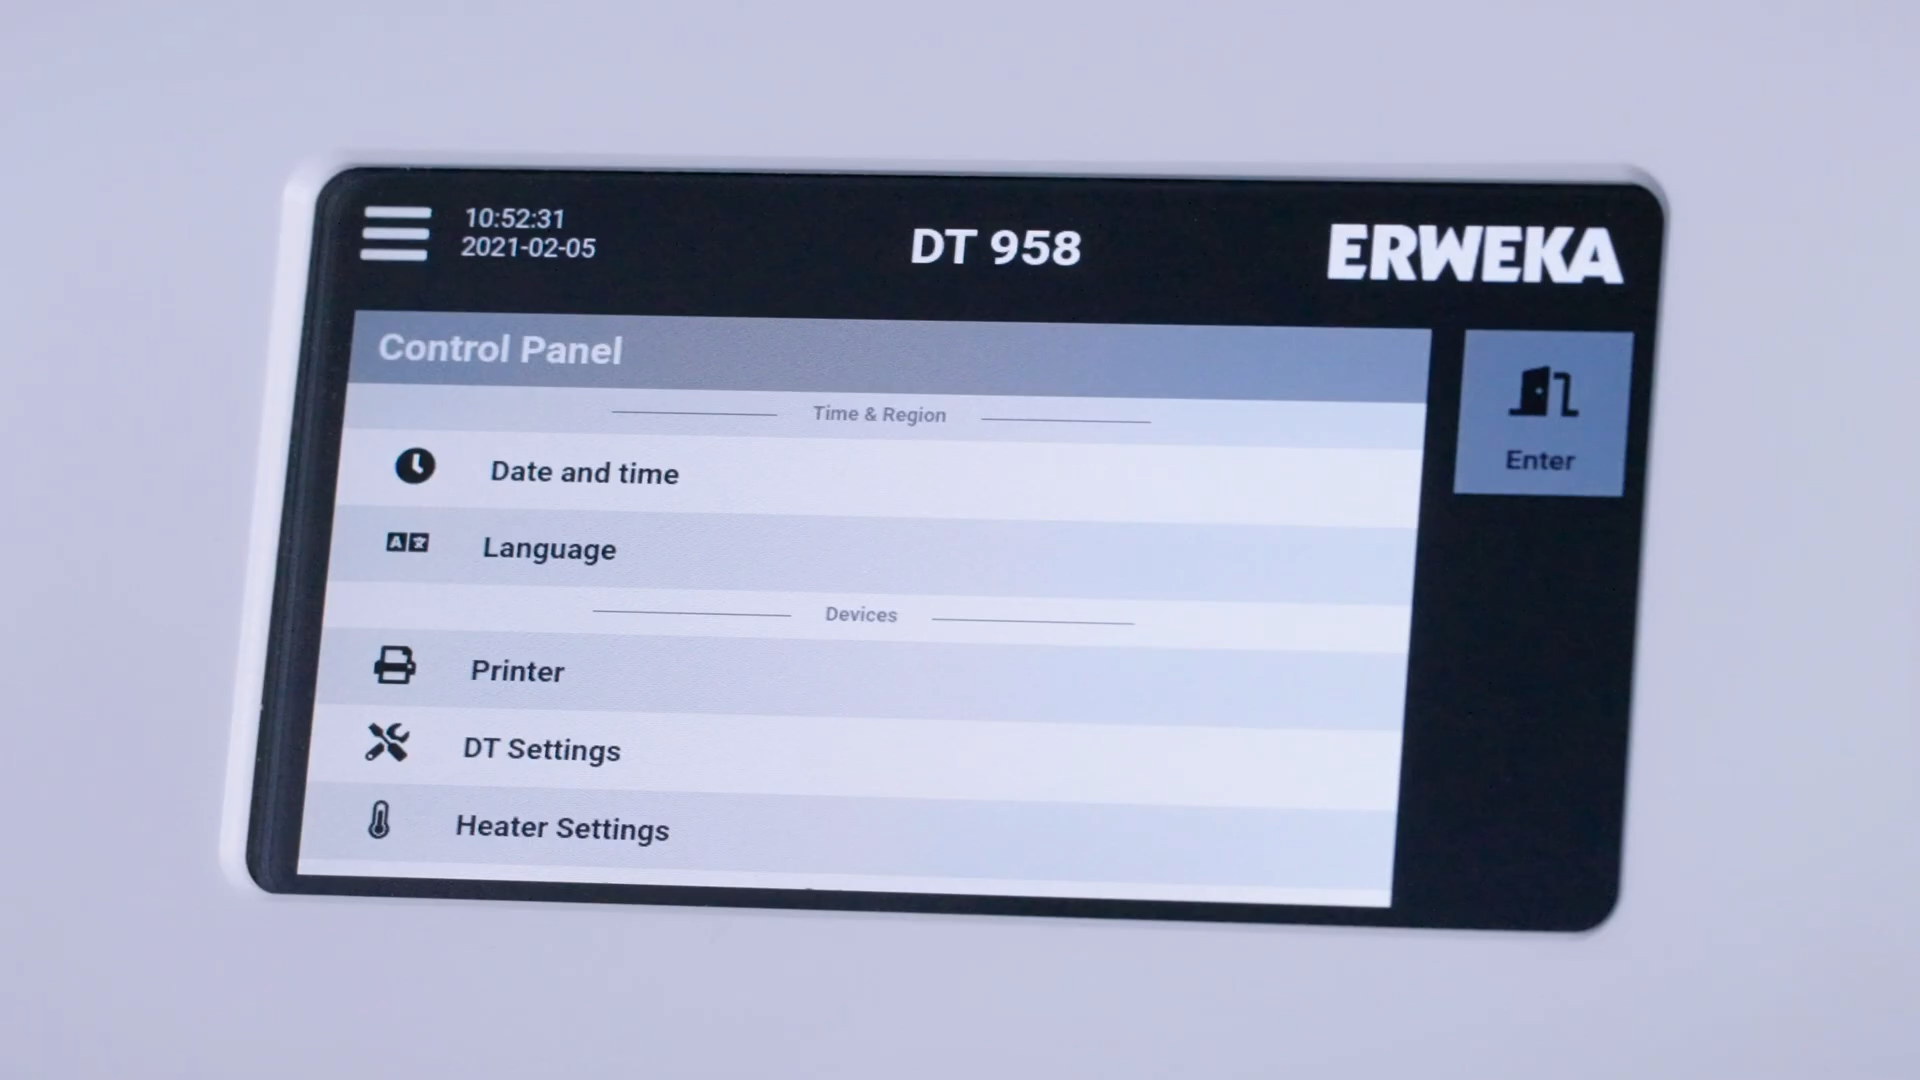 10:52:31
2021-02-05
DT 958
ERWEKA
Control Panel
Time & Region
Date and time
Language
Devices
Printer
DT Settings
Heater Settings
Enter